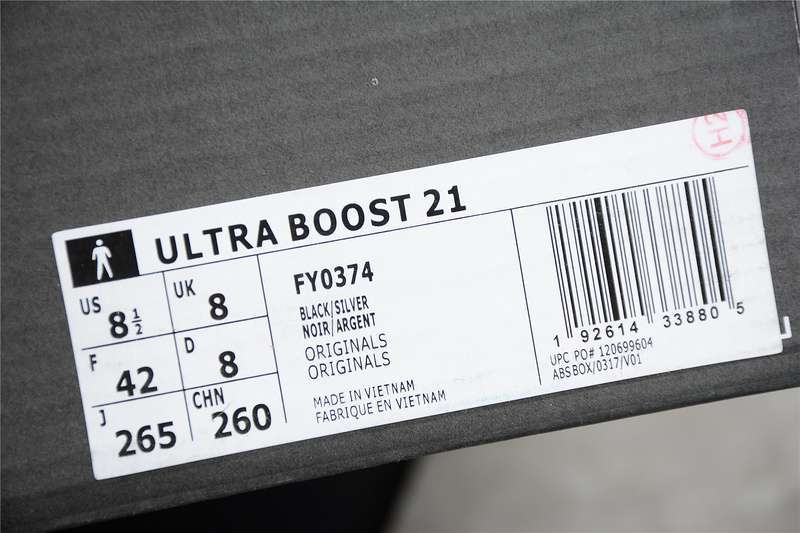 H2
ULTRA BOOST 21
US 8½
UK 8
F 42
D 8
J 265
CHN 260
FY0374
BLACK/SILVER
NOIR/ARGENT
ORIGINALS
ORIGINALS
MADE IN VIETNAM
FABRIQUE EN VIETNAM
1 92614 33880 5
UPC PO# 120699604
ABSBOX/0317/V01